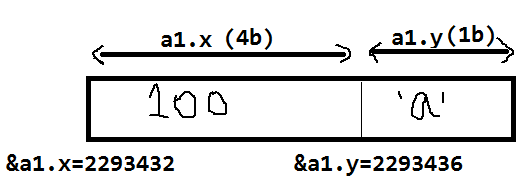 a1.x (4b) a1.y(1b)
100 'a'
&a1.x=2293432 &a1.y=2293436